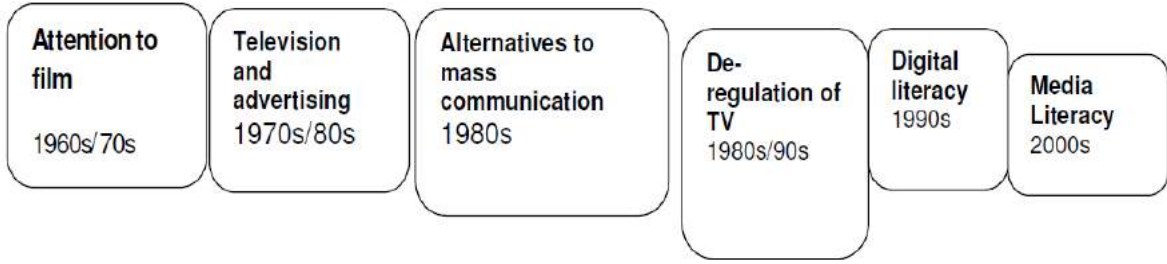 Attention to
film
1960s/70s
Television
and
advertising
1970s/80s
Alternatives to
mass
communication
1980s
De-
regulation of
TV
1980s/90s
Digital
literacy
1990s
Media
Literacy
2000s